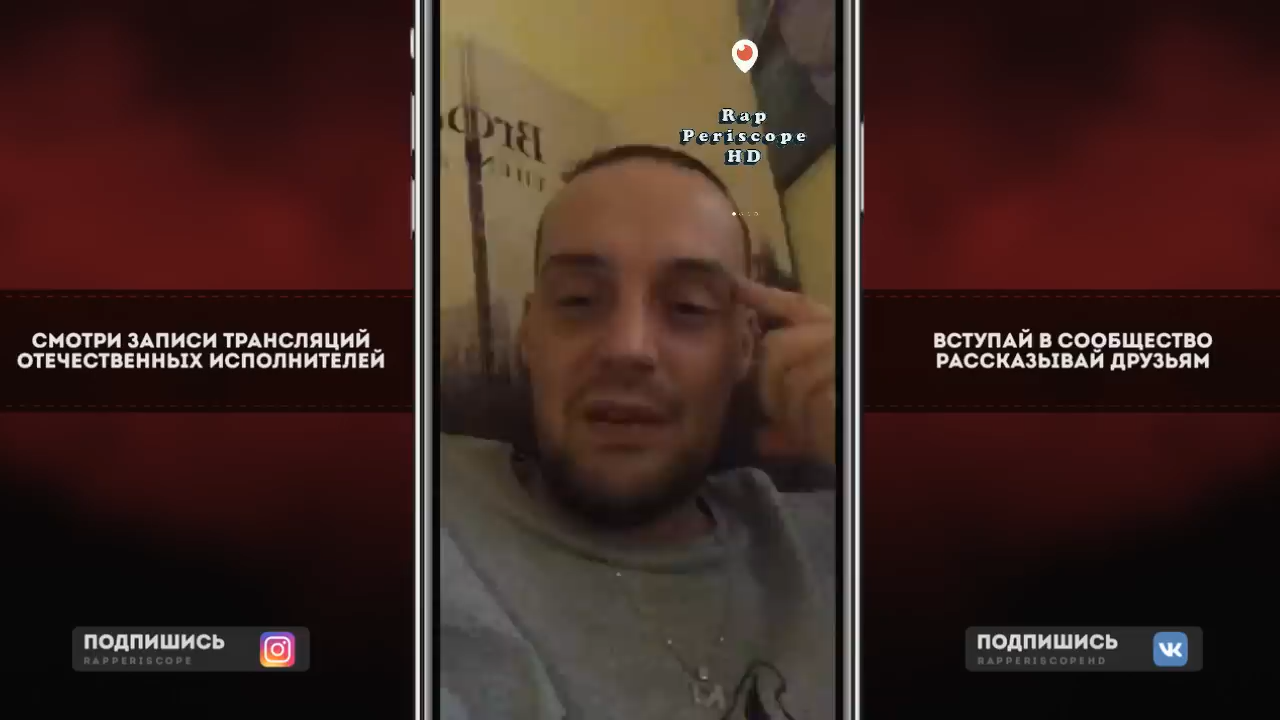 Rap
Periscope
HD
СМОТРИ ЗАПИСИ ТРАНСЛЯЦИЙ
ОТЕЧЕСТВЕННЫХ ИСПОЛНИТЕЛЕЙ
ВСТУПАЙ В СООБЩЕСТВО
РАССКАЗЫВАЙ ДРУЗЬЯМ
ПОДПИШИСЬ
RAPPERISCOPE
ПОДПИШИСЬ
RAPPERISCOPEHD